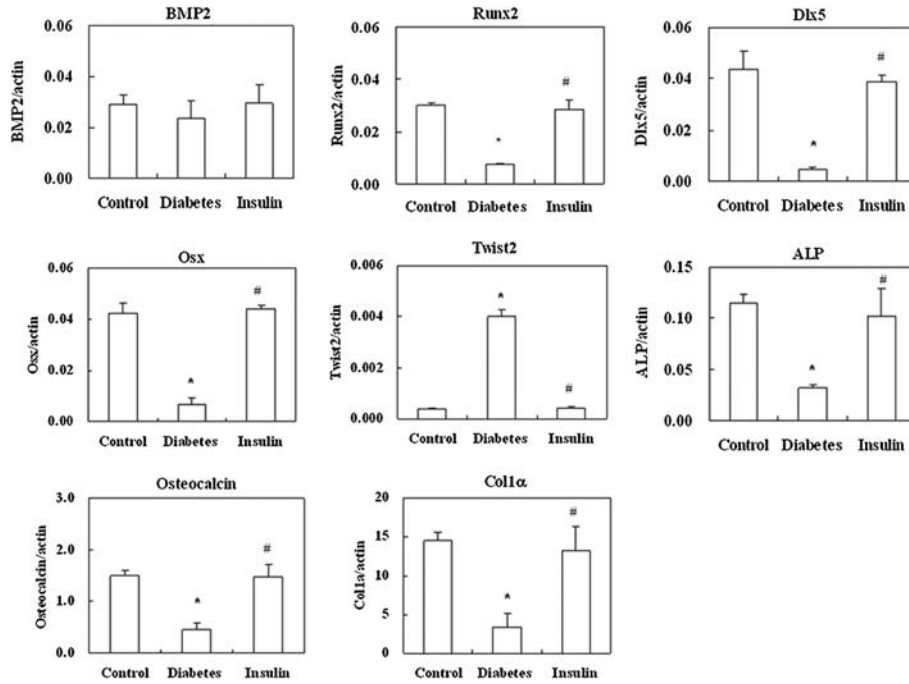 BMP2
BMP2/actin
0.06
0.04
0.02
0.00
Control Diabetes Insulin
Runx2
Runx2/actin
0.06
0.04
0.02
0.00
*
#
Control Diabetes Insulin
Dlx5
Dlx5/actin
0.06
0.04
0.02
0.00
*
#
Control Diabetes Insulin
Osx
Osx/actin
0.06
0.04
0.02
0.00
*
#
Control Diabetes Insulin
Twist2
Twist2/actin
0.006
0.004
0.002
0.000
*
#
Control Diabetes Insulin
ALP
ALP/actin
0.15
0.10
0.05
0.00
*
#
Control Diabetes Insulin
Osteocalcin
Osteocalcin/actin
3.0
2.0
1.0
0.0
*
#
Control Diabetes Insulin
Col1α
Col1a/actin
20
15
10
5
0
*
#
Control Diabetes Insulin